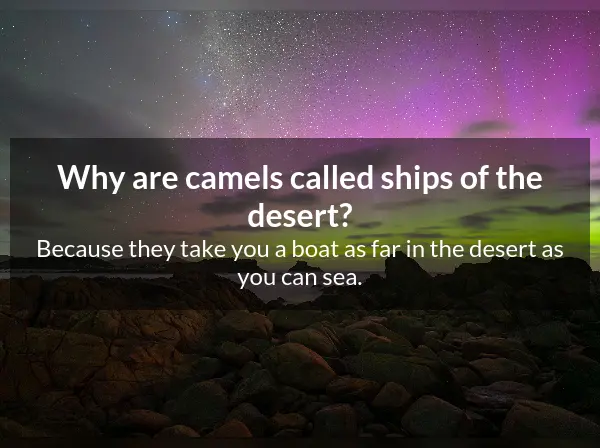 Why are camels called ships of the
desert?
Because they take you a boat as far in the desert as
you can sea.